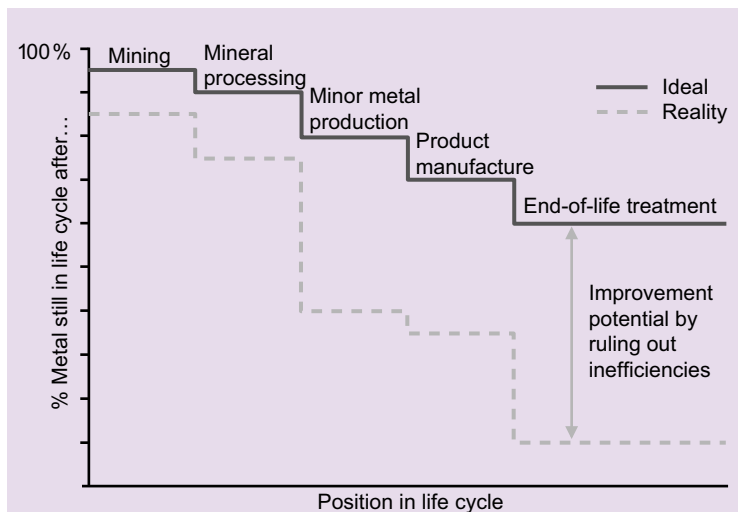 100%
Mining
Mineral
processing
Minor metal
production
Product
manufacture
End-of-life treatment
Ideal
Reality
Improvement
potential by
ruling out
inefficiencies
% Metal still in life cycle after...
Position in life cycle